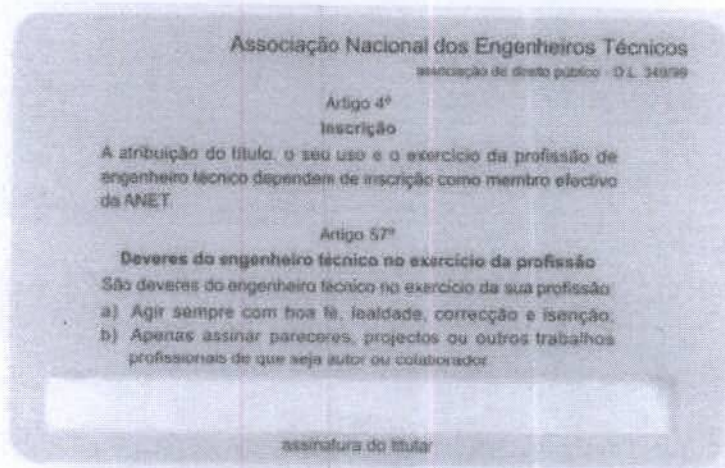 Associação Nacional dos Engenheiros Técnicos
associação de direito público - D.L. 349/99
Artigo 4º
Inscrição
A atribuição do título, o seu uso e o exercício da profissão de
engenheiro técnico dependem de inscrição como membro efectivo
da ANET.
Artigo 57º
Deveres do engenheiro técnico no exercício da profissão
São deveres do engenheiro técnico no exercício da sua profissão:
a) Agir sempre com boa fé, lealdade, correcção e isenção;
b) Apenas assinar pareceres, projectos ou outros trabalhos
profissionais de que seja autor ou colaborador.
assinatura do titular